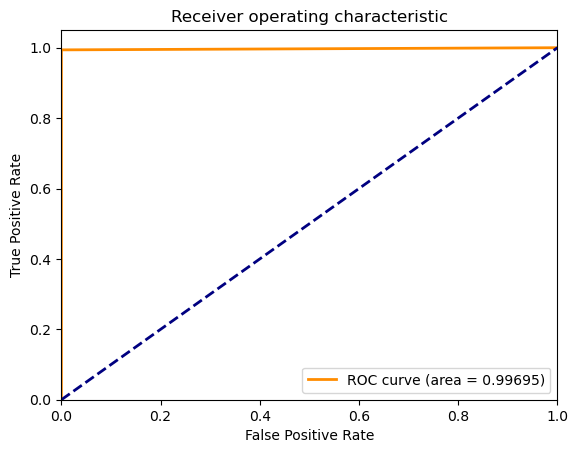 Receiver operating characteristic
True Positive Rate
1.0
0.8
0.6
0.4
0.2
0.0
ROC curve (area = 0.99695)
0.0 0.2 0.4 0.6 0.8 1.0
False Positive Rate